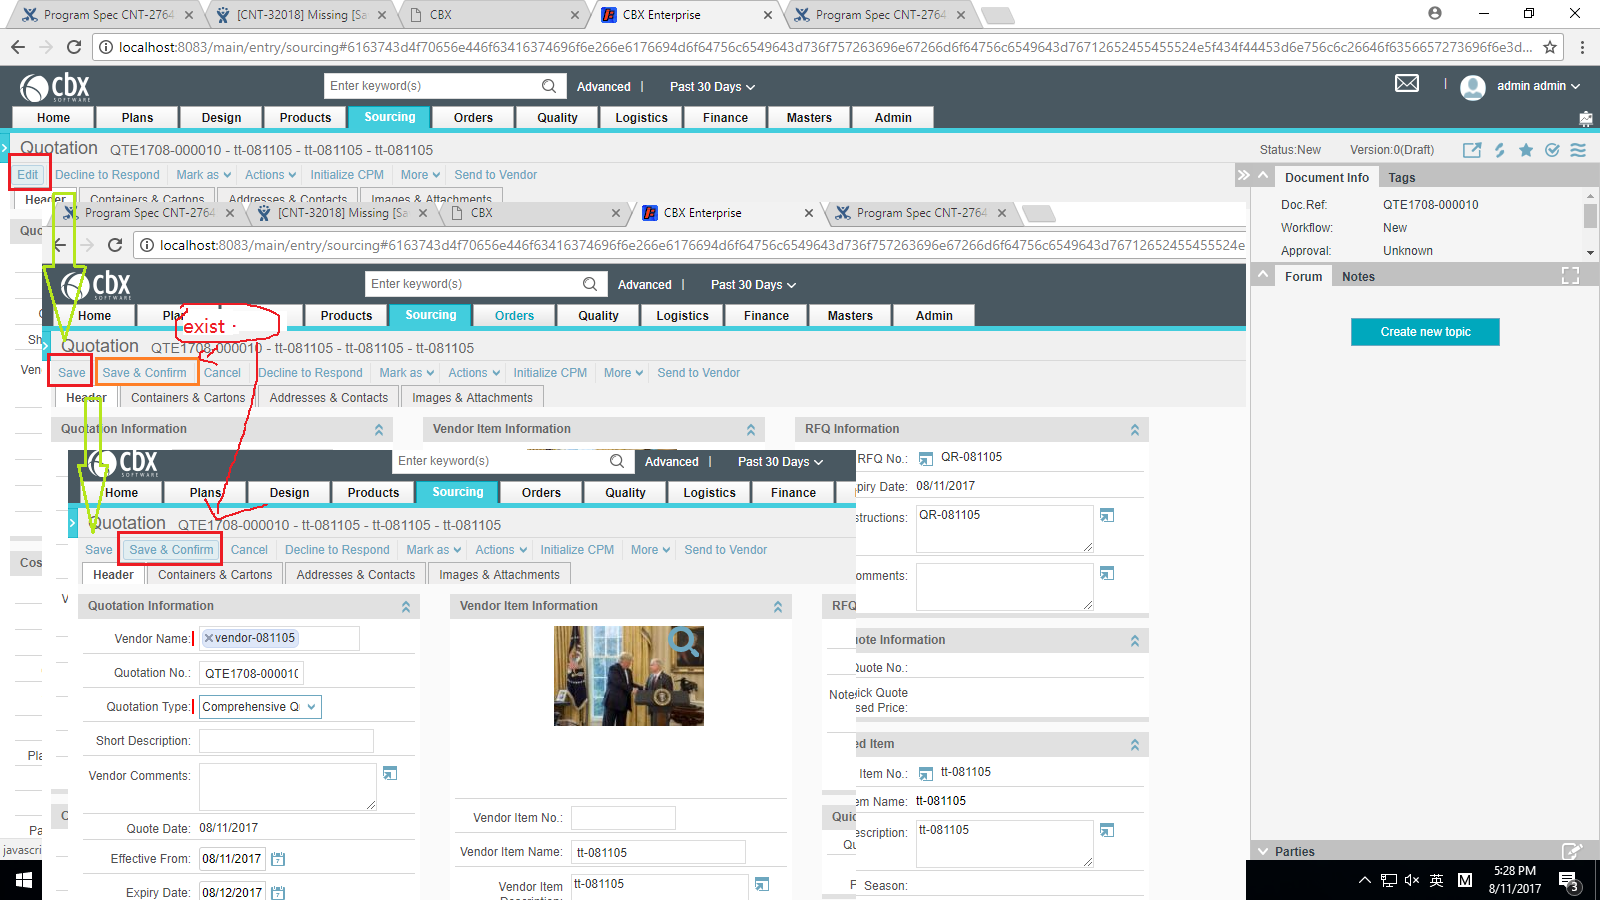 Program Spec CNT-2764
[CNT-32018] Missing [Sa
CBX
CBX Enterprise
Program Spec CNT-2764
localhost:8083/main/entry/sourcing#6163743d4f70656e446f63416374696f6e266e6176694d6f64756c6549643d736f757263696e67266d6f64756c6549643d76712652455455524e5f434f44453d6e756c6c26646f6356657273696f6e3d...
cbx
SOFTWARE
Enter keyword(s)
Advanced |
Past 30 Days
admin admin
Home Plans Design Products Sourcing Orders Quality Logistics Finance Masters Admin
Quotation QTE1708-000010 - tt-081105 - tt-081105 - tt-081105
Status:New Version:0(Draft)
Edit Decline to Respond Mark as Actions Initialize CPM More Send to Vendor
Header Containers & Cartons Addresses & Contacts Images & Attachments
Document Info Tags
Doc.Ref: QTE1708-000010
Workflow: New
Approval: Unknown
Forum Notes
Create new topic
Parties
Program Spec CNT-2764
[CNT-32018] Missing [Sa
CBX
CBX Enterprise
Program Spec CNT-2764
localhost:8083/main/entry/sourcing#6163743d4f70656e446f63416374696f6e266e6176694d6f64756c6549643d736f757263696e67266d6f64756c6549643d76712652455455524e
cbx
SOFTWARE
Enter keyword(s)
Advanced |
Past 30 Days
Home Pla Products Sourcing Orders Quality Logistics Finance Masters Admin
exist
Quotation QTE1708-000010 - tt-081105 - tt-081105 - tt-081105
Save Save & Confirm Cancel Decline to Respond Mark as Actions Initialize CPM More Send to Vendor
Header Containers & Cartons Addresses & Contacts Images & Attachments
Quotation Information
Vendor Item Information
RFQ Information
RFQ No.: QR-081105
piry Date: 08/11/2017
structions: QR-081105
omments:
uote Information
Quote No.:
ick Quote
sed Price:
ed Item
Item No.: tt-081105
em Name: tt-081105
escription: tt-081105
Season:
cbx
SOFTWARE
Enter keyword(s)
Advanced |
Past 30 Days
Home Plans Design Products Sourcing Orders Quality Logistics Finance
Quotation QTE1708-000010 - tt-081105 - tt-081105 - tt-081105
Save Save & Confirm Cancel Decline to Respond Mark as Actions Initialize CPM More Send to Vendor
Header Containers & Cartons Addresses & Contacts Images & Attachments
Quotation Information
Vendor Name: vendor-081105
Quotation No.: QTE1708-000010
Quotation Type: Comprehensive Q
Short Description:
Vendor Comments:
Quote Date: 08/11/2017
Effective From: 08/11/2017
Expiry Date: 08/12/2017
Vendor Item Information
Vendor Item No.:
Vendor Item Name: tt-081105
Vendor Item tt-081105
RFQ
Note
Quic
Qu
F
Quo
Sh
Ven
Cos
Pla
Pa
javascri
英
M
5:28 PM
8/11/2017
3